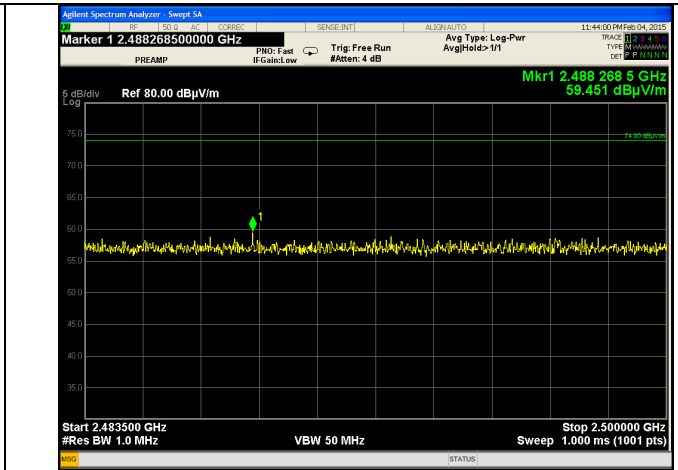 Agilent Spectrum Analyzer - Swept SA
RF 50 Ω AC CORREC SENSE:INT ALIGN AUTO 11:44:00 PM Feb 04, 2015
Marker 1 2.488268500000 GHz
PREAMP
PNO: Fast
IFGain:Low
Trig: Free Run
#Atten: 4 dB
Avg Type: Log-Pwr
Avg|Hold:>1/1
TRACE 1 2 3 4 5 6
TYPE M
DET P P N N N N
Mkr1 2.488 268 5 GHz
59.451 dBµV/m
5 dB/div Ref 80.00 dBµV/m
Log
75.0
74.00 dBµV/m
70.0
65.0
60.0
1
55.0
50.0
45.0
40.0
35.0
Start 2.483500 GHz Stop 2.500000 GHz
#Res BW 1.0 MHz VBW 50 MHz Sweep 1.000 ms (1001 pts)
MSG STATUS